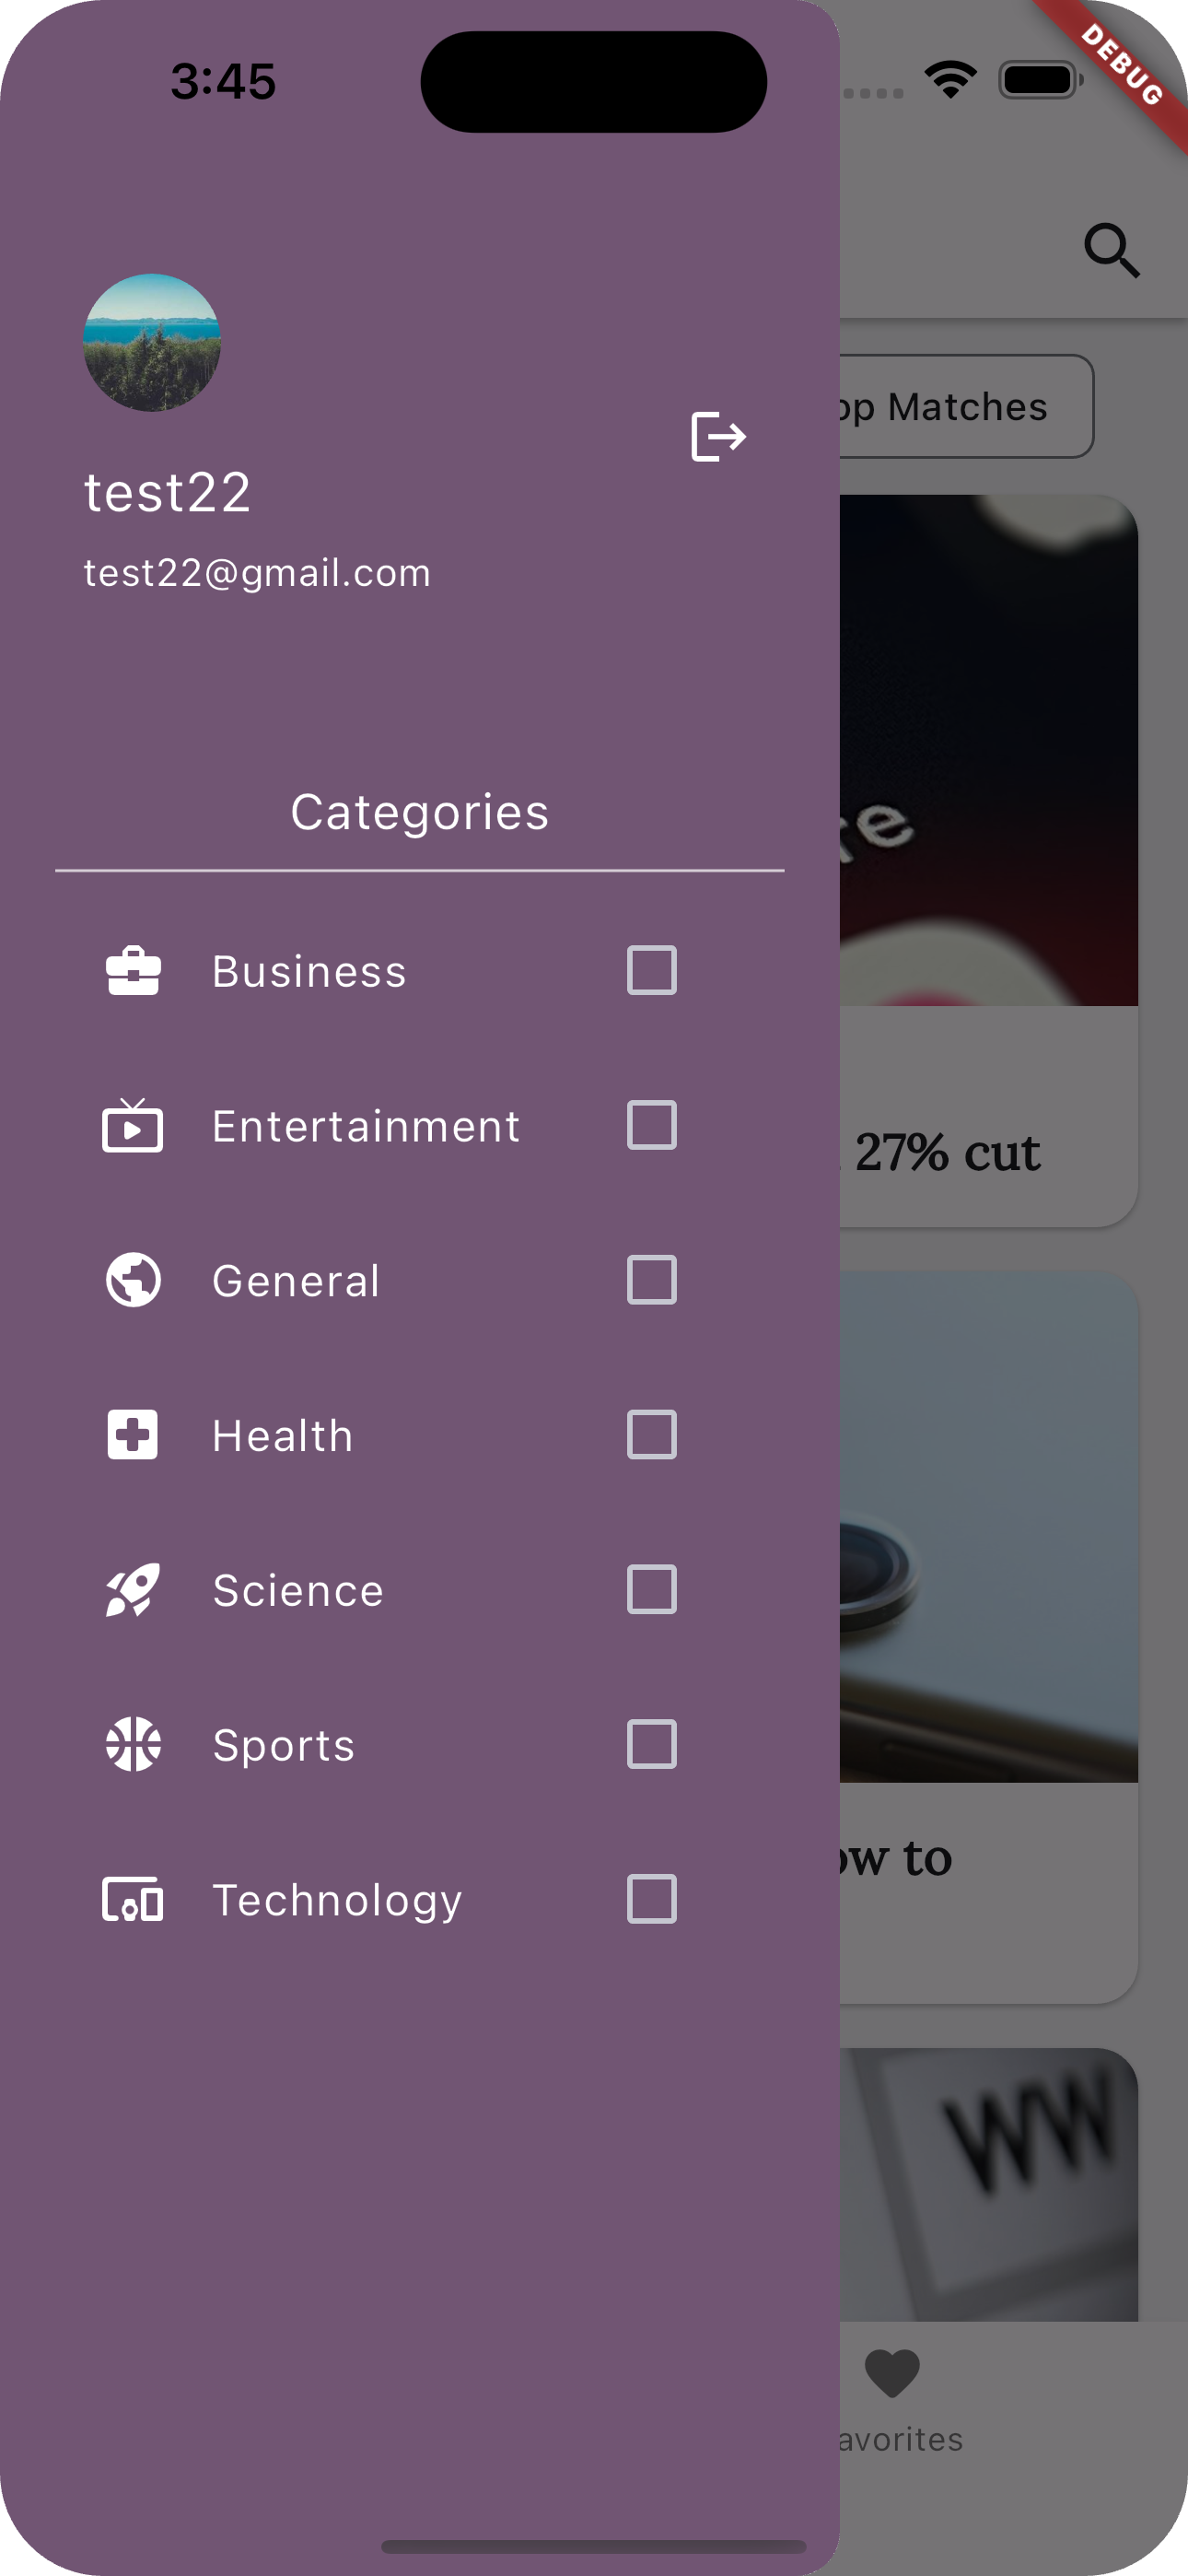 3:45
DEBUG
op Matches
test22
test22@gmail.com
Categories
re
Business
Entertainment
27% cut
General
Health
Science
Sports
ow to
Technology
WW
avorites